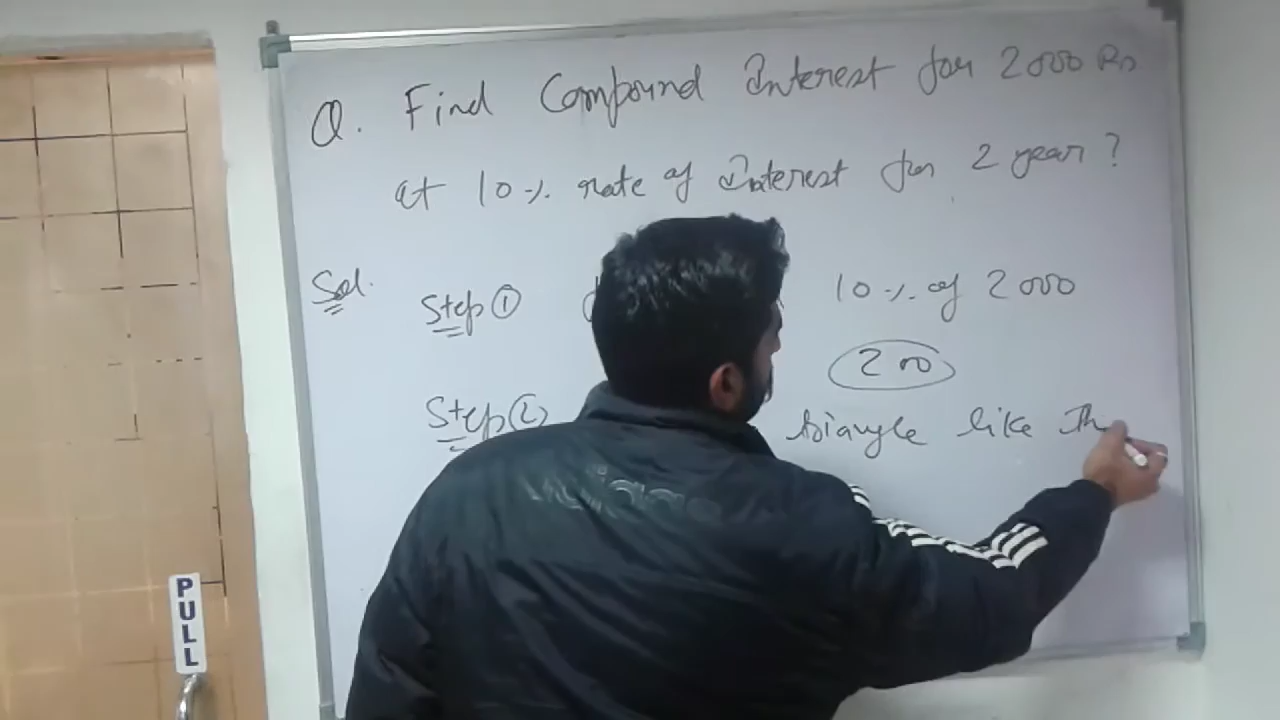 Q. Find Compound Interest for 2000 Rs
at 10% rate of Interest for 2 year ?
Sol.
Step ① 10% of 2000
200
Step ② triangle like Th
PULL